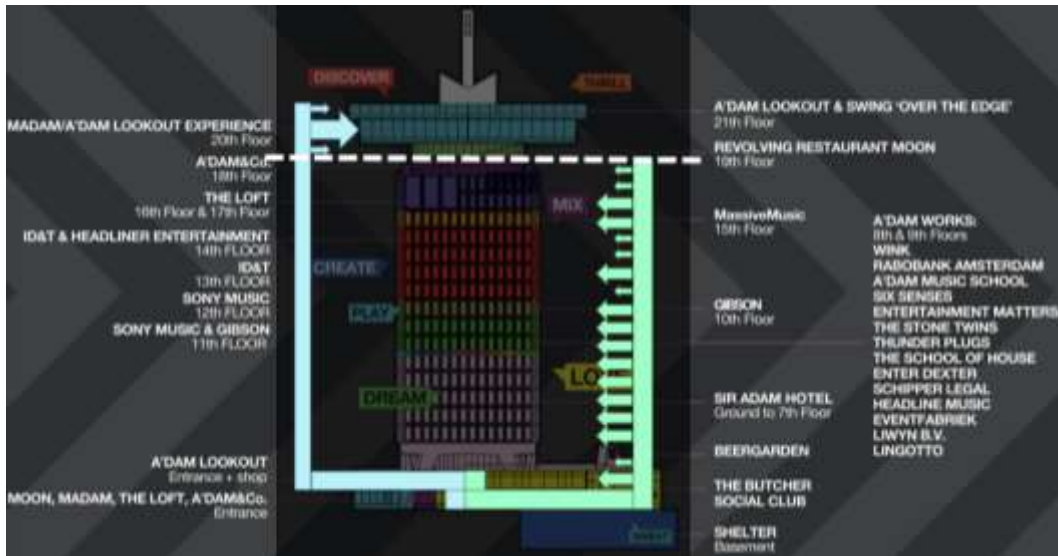 DISCOVER
A'DAM LOOKOUT & SWING 'OVER THE EDGE'
21th Floor
MADAM/A'DAM LOOKOUT EXPERIENCE
20th Floor
REVOLVING RESTAURANT MOON
19th Floor
A'DAM&Co.
18th Floor
THE LOFT
16th Floor & 17th Floor
MIX
MassiveMusic
15th Floor
ID&T & HEADLINER ENTERTAINMENT
14th FLOOR
ID&T
13th FLOOR
CREATE
SONY MUSIC
12th FLOOR
PLAY
GIBSON
10th Floor
SONY MUSIC & GIBSON
11th FLOOR
A'DAM WORKS:
8th & 9th Floors
WINK
RABOBANK AMSTERDAM
A'DAM MUSIC SCHOOL
SIX SENSES
ENTERTAINMENT MATTERS
THE STONE TWINS
THUNDER PLUGS
THE SCHOOL OF HOUSE
ENTER DEXTER
SCHIPPER LEGAL
HEADLINE MUSIC
EVENTFABRIEK
LIWYN B.V.
LINGOTTO
DREAM
SIR ADAM HOTEL
Ground to 7th Floor
BEERGARDEN
A'DAM LOOKOUT
Entrance + shop
THE BUTCHER
SOCIAL CLUB
MOON, MADAM, THE LOFT, A'DAM&Co.
Entrance
SHELTER
Basement